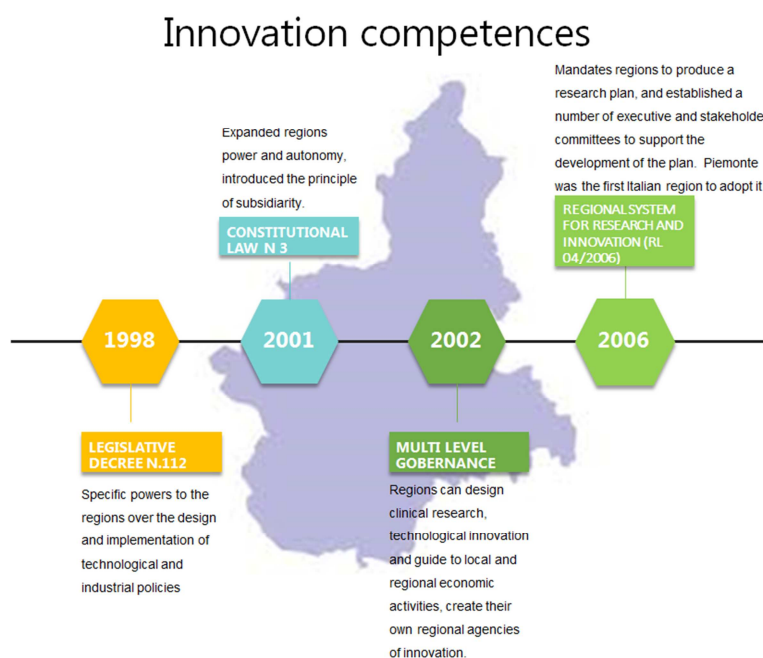 Innovation competences
Mandates regions to produce a
research plan, and established a
number of executive and stakeholde
committees to support the
development of the plan. Piemonte
was the first Italian region to adopt it
Expanded regions
power and autonomy,
introduced the principle
of subsidiarity.
CONSTITUTIONAL
LAW N 3
REGIONAL SYSTEM
FOR RESEARCH AND
INNOVATION (RL
04/2006)
1998
2001
2002
2006
LEGISLATIVE
DECREE N.112
Specific powers to the
regions over the design
and implementation of
technological and
industrial policies
MULTI LEVEL
GOBERNANCE
Regions can design
clinical research,
technological innovation
and guide to local and
regional economic
activities, create their
own regional agencies
of innovation.